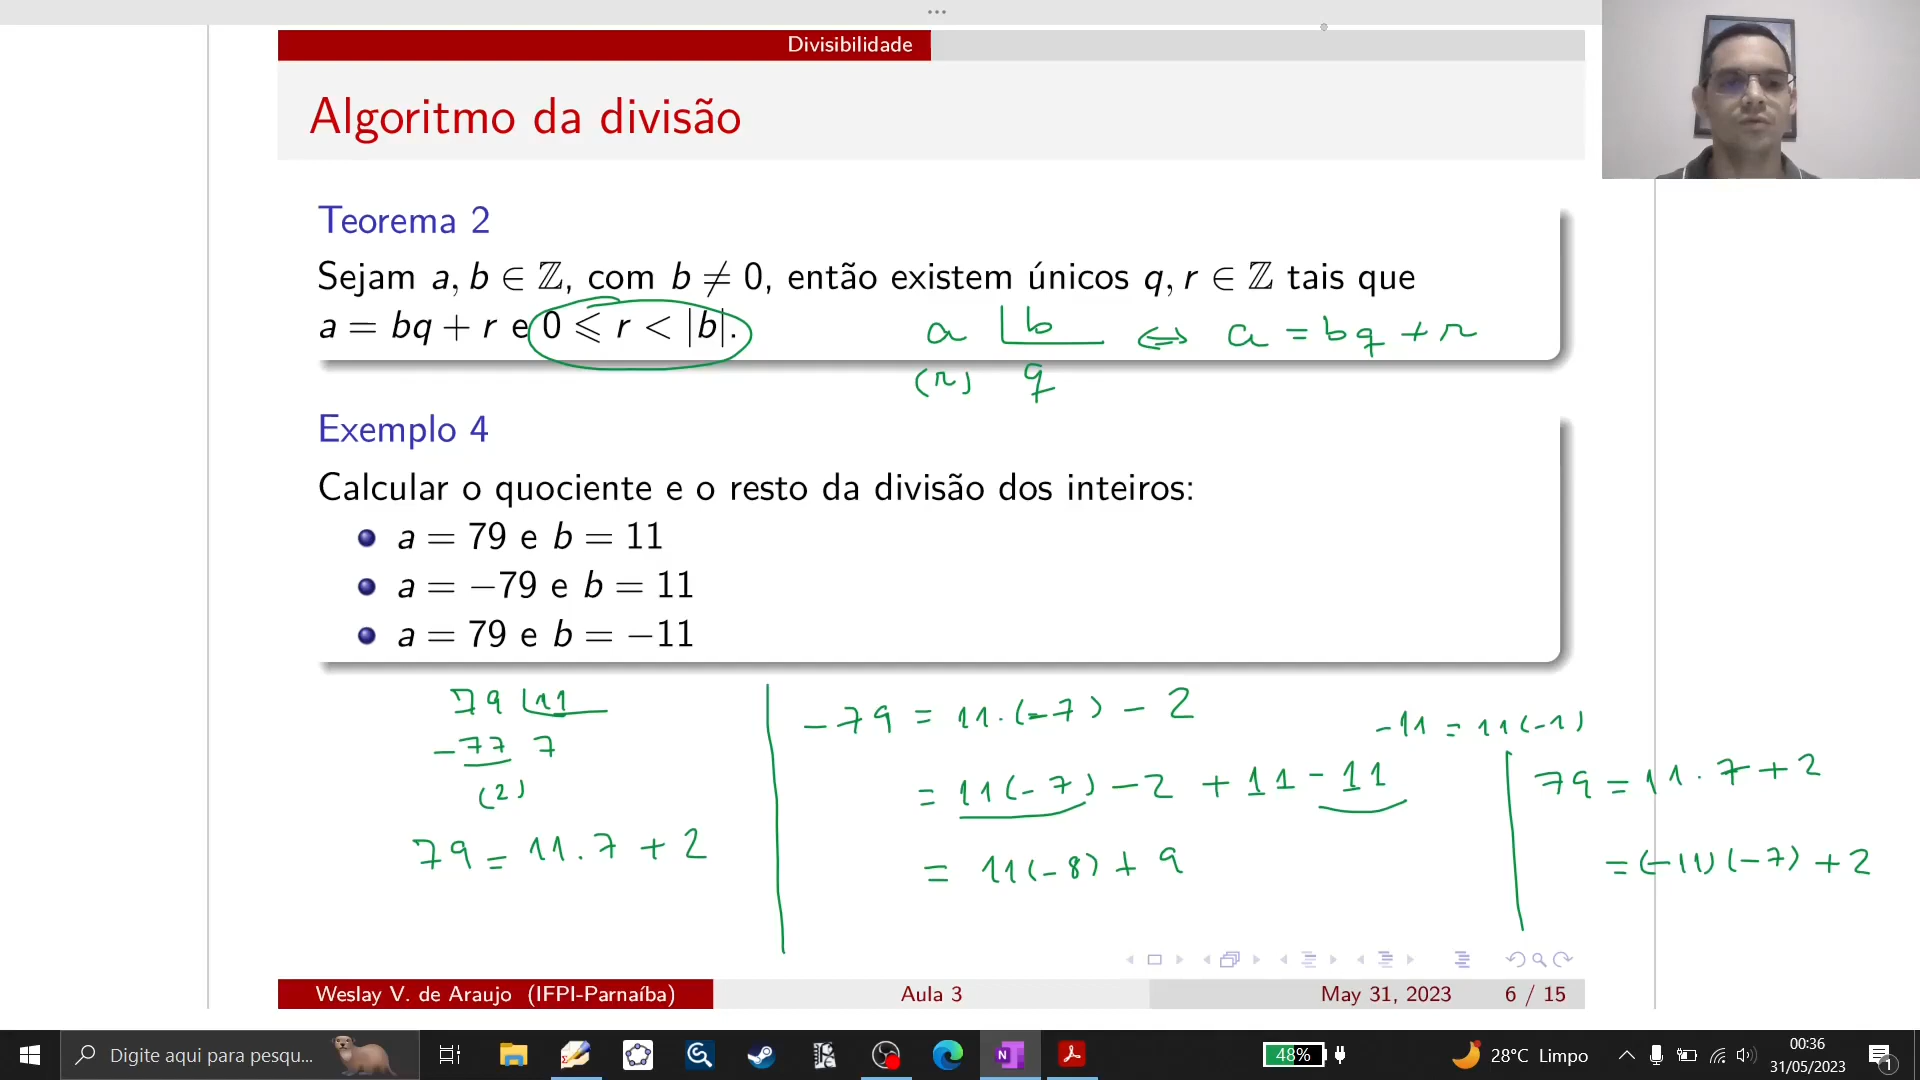 Divisibilidade
Algoritmo da divisão
Teorema 2
Sejam a, b ∈ ℤ, com b ≠ 0, então existem únicos q, r ∈ ℤ tais que
a = bq + r e 0 ⩽ r < |b|.
a b ⇔ a = bq + r
(r) q
Exemplo 4
Calcular o quociente e o resto da divisão dos inteiros:
a = 79 e b = 11
a = −79 e b = 11
a = 79 e b = −11
79 11
-77 7
(2)
79 = 11.7 + 2
-79 = 11.(-7) - 2
-11 = 11(-1)
= 11(-7) - 2 + 11 - 11
= 11(-8) + 9
79 = 11.7 + 2
= (-11)(-7) + 2
Weslay V. de Araujo (IFPI-Parnaíba) Aula 3 May 31, 2023 6 / 15
Digite aqui para pesqu...
48%
28°C Limpo
00:36
31/05/2023
1